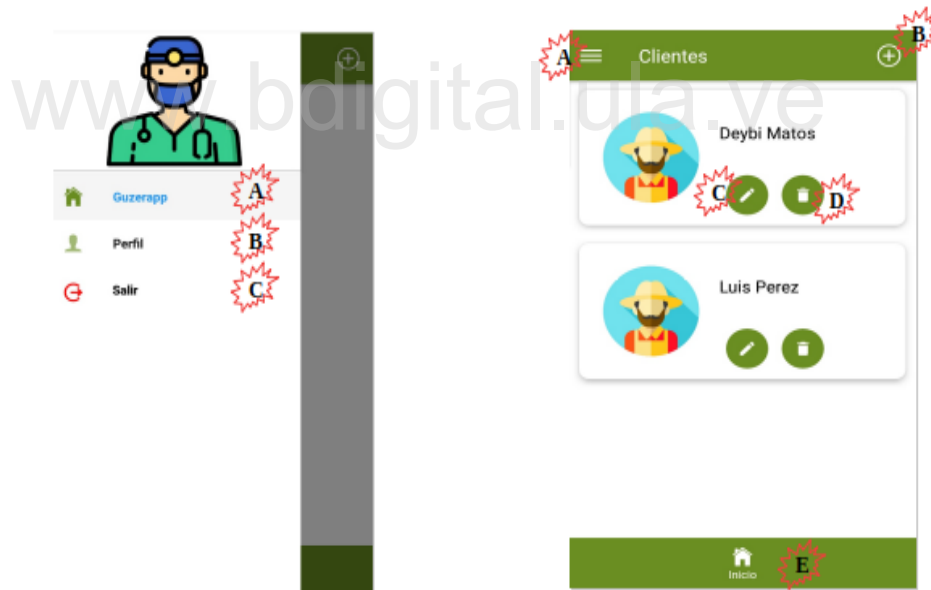 www.bdigital.ula.ve
Guzerapp A
Perfil B
Salir C
A Clientes B
Deybi Matos
C D
Luis Perez
Inicio E